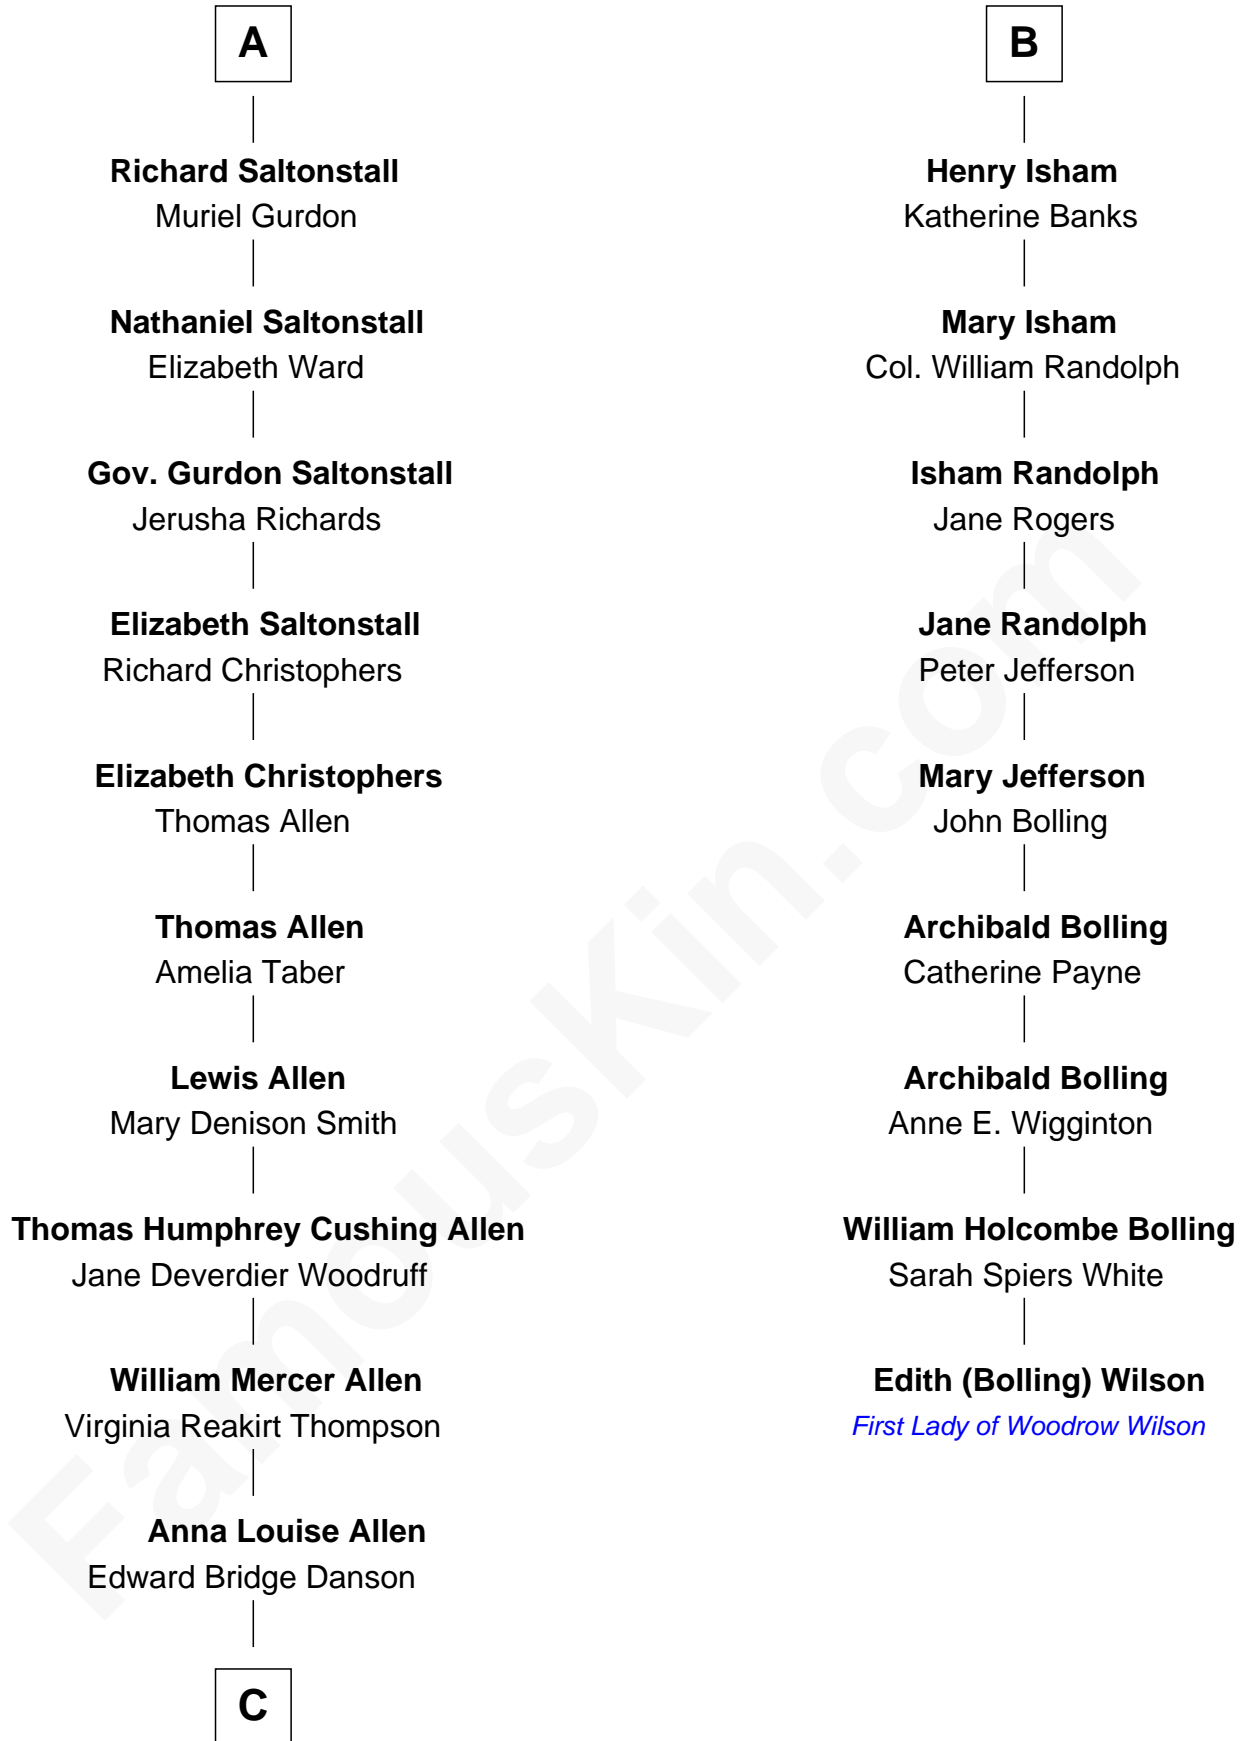 A
Richard Saltonstall
Muriel Gurdon
Nathaniel Saltonstall
Elizabeth Ward
Gov. Gurdon Saltonstall
Jerusha Richards
Elizabeth Saltonstall
Richard Christophers
Elizabeth Christophers
Thomas Allen
Thomas Allen
Amelia Taber
Lewis Allen
Mary Denison Smith
Thomas Humphrey Cushing Allen
Jane Deverdier Woodruff
William Mercer Allen
Virginia Reakirt Thompson
Anna Louise Allen
Edward Bridge Danson
C
B
Henry Isham
Katherine Banks
Mary Isham
Col. William Randolph
Isham Randolph
Jane Rogers
Jane Randolph
Peter Jefferson
Mary Jefferson
John Bolling
Archibald Bolling
Catherine Payne
Archibald Bolling
Anne E. Wigginton
William Holcombe Bolling
Sarah Spiers White
Edith (Bolling) Wilson
First Lady of Woodrow Wilson
FamousKin.com